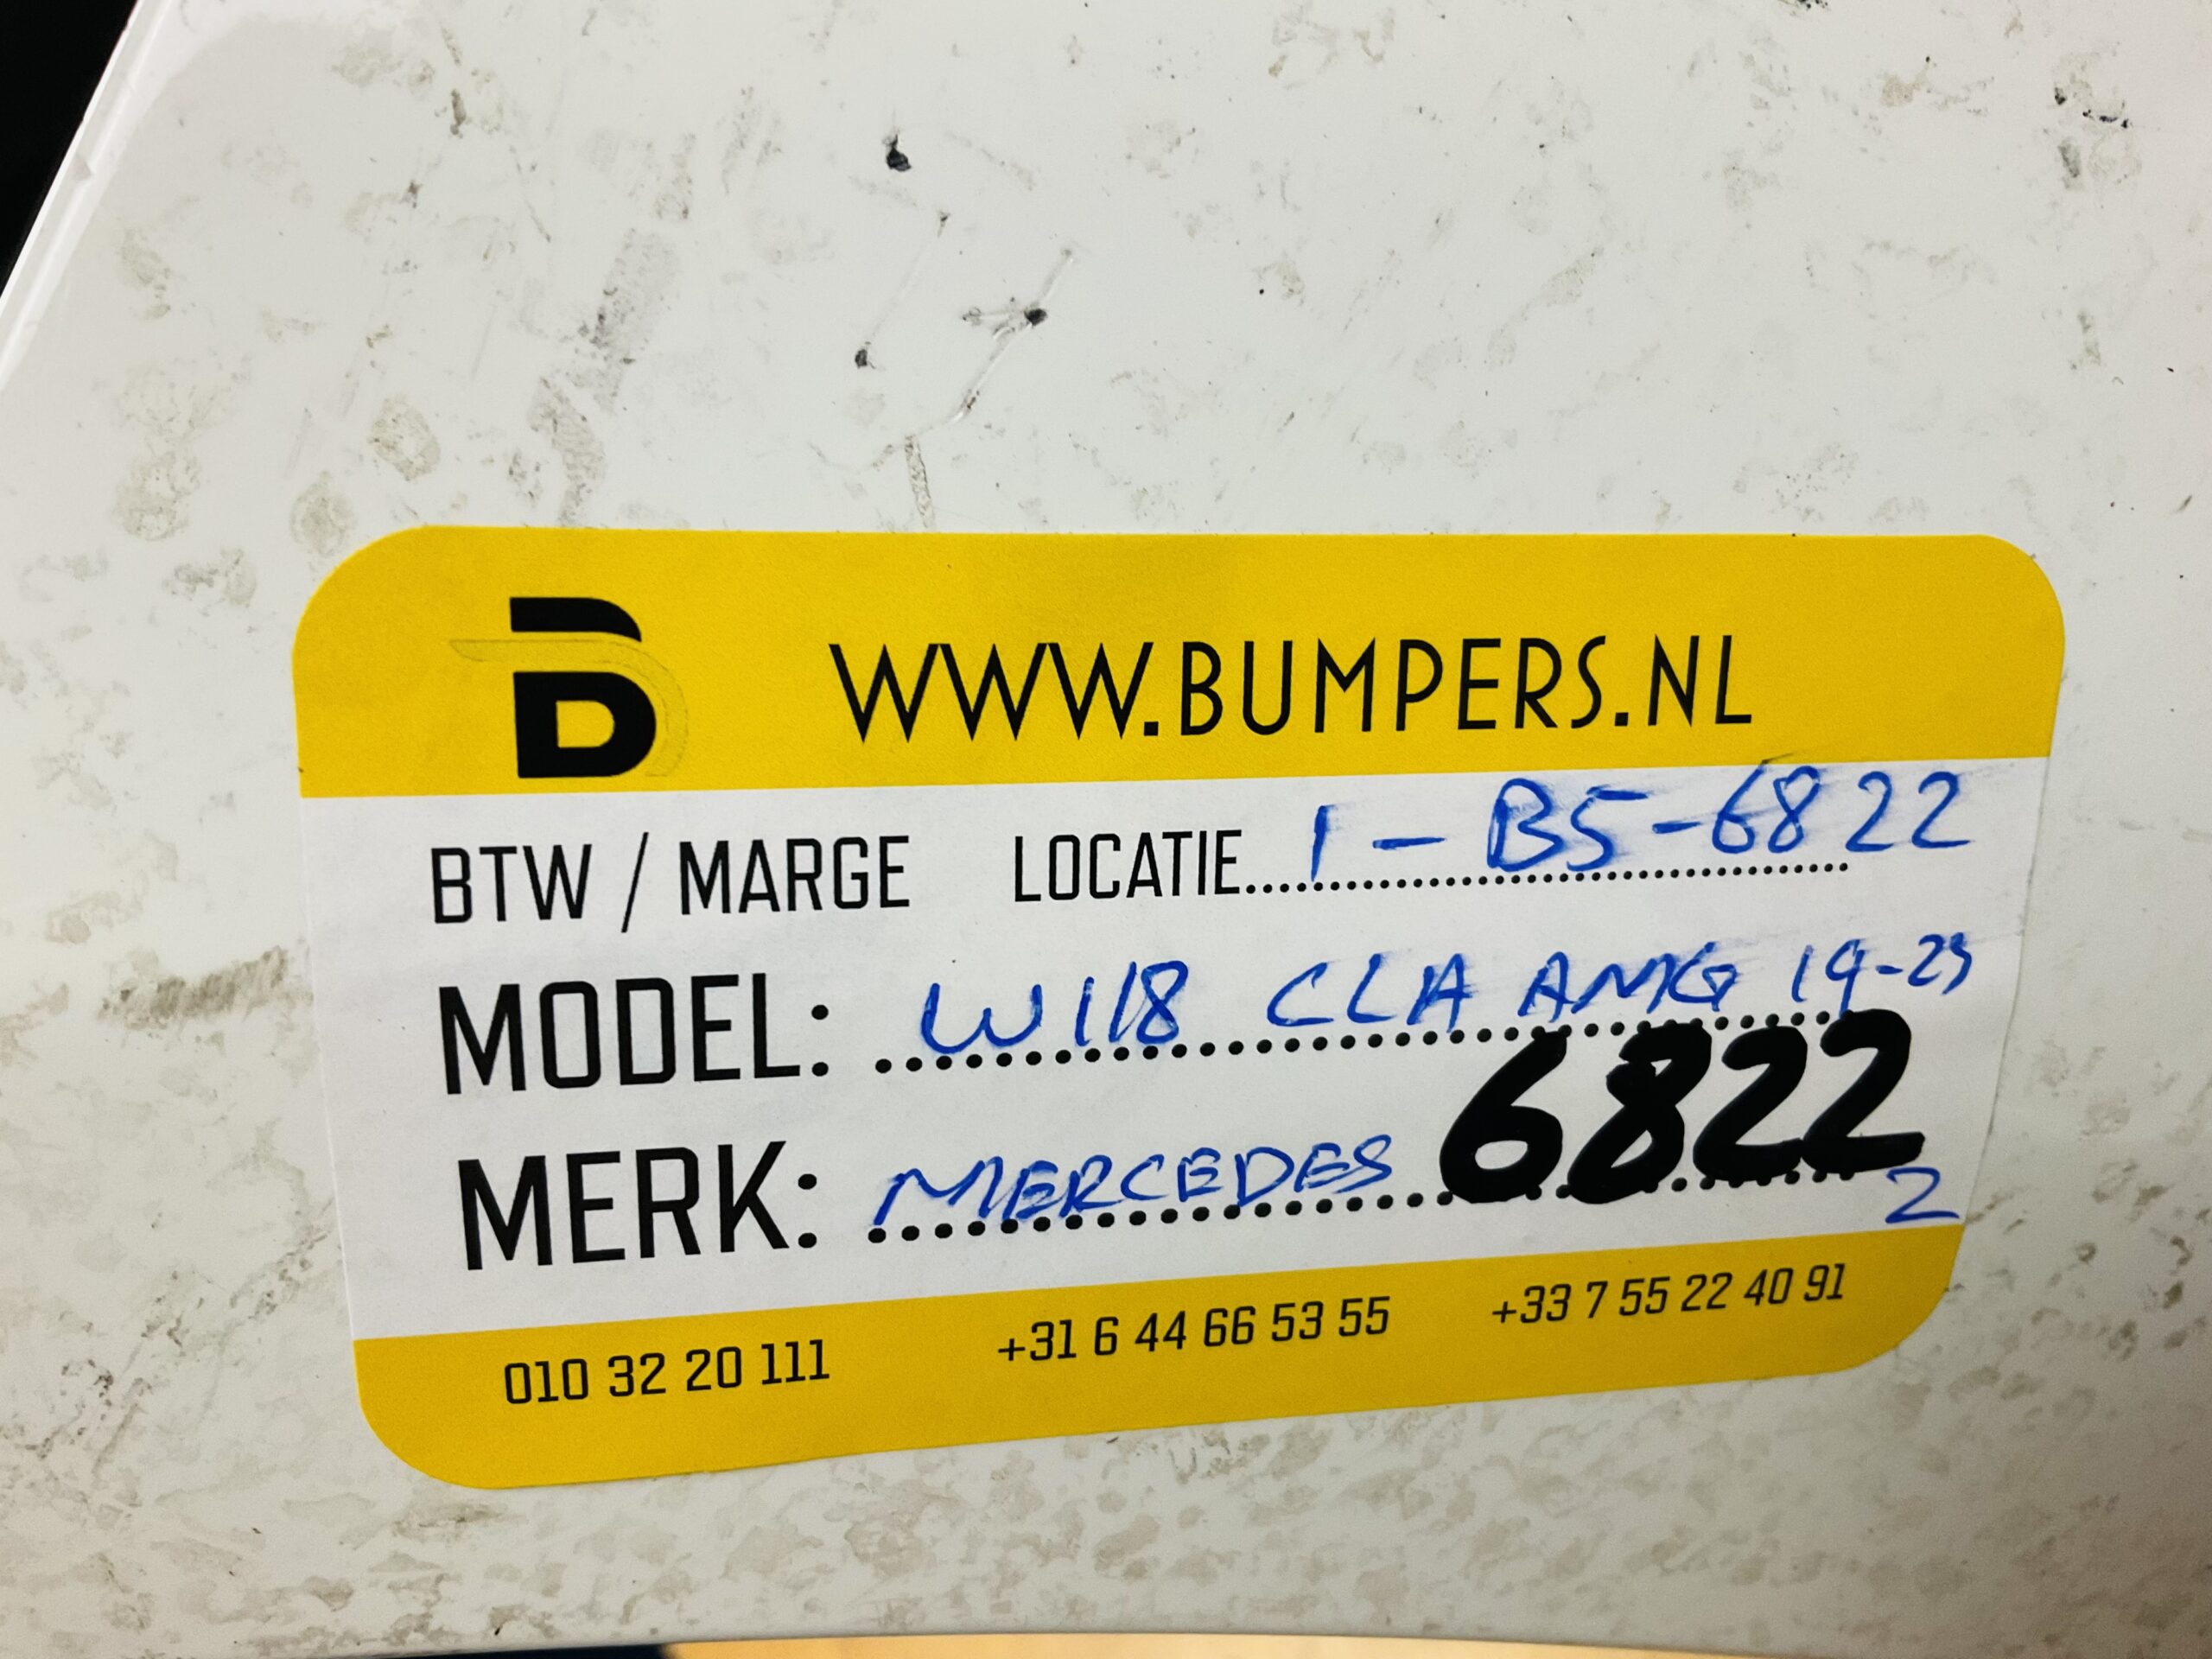 B WWW.BUMPERS.NL
BTW / MARGE LOCATIE 1-B5-6822
MODEL: W118 CLA AMG 19-23
MERK: MERCEDES 6822
2
010 32 20 111 +31 6 44 66 53 55 +33 7 55 22 40 91